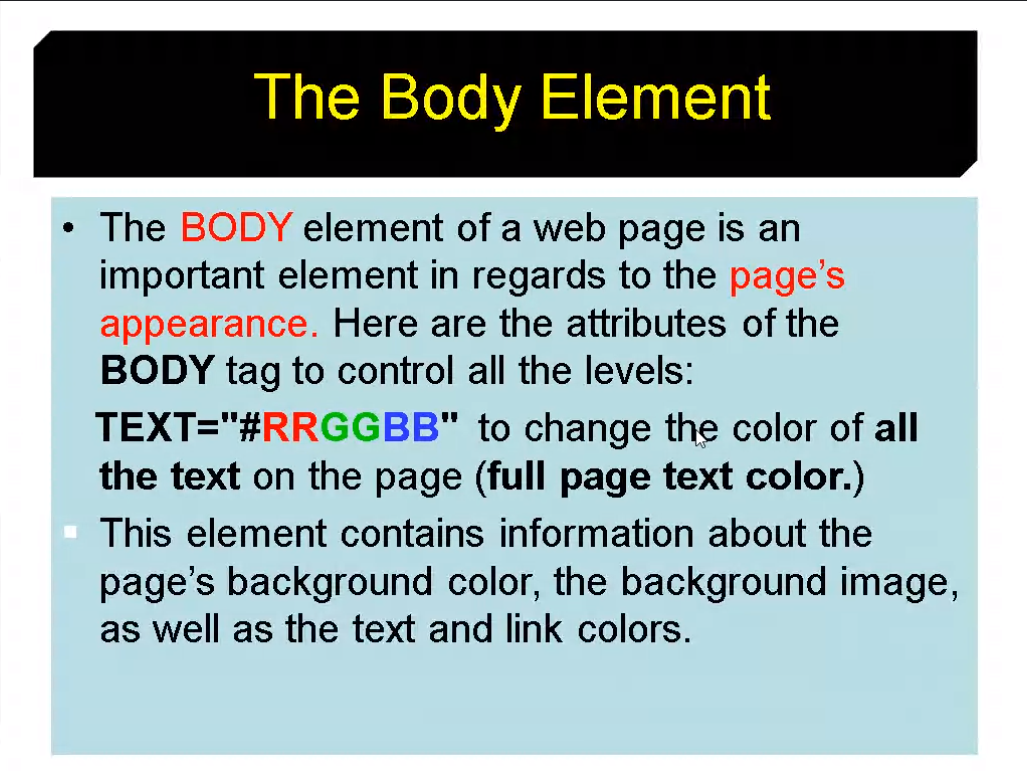 The Body Element
• The BODY element of a web page is an
important element in regards to the page’s
appearance. Here are the attributes of the
BODY tag to control all the levels:
TEXT="#RRGGBB" to change the color of all
the text on the page (full page text color.)
▪ This element contains information about the
page’s background color, the background image,
as well as the text and link colors.